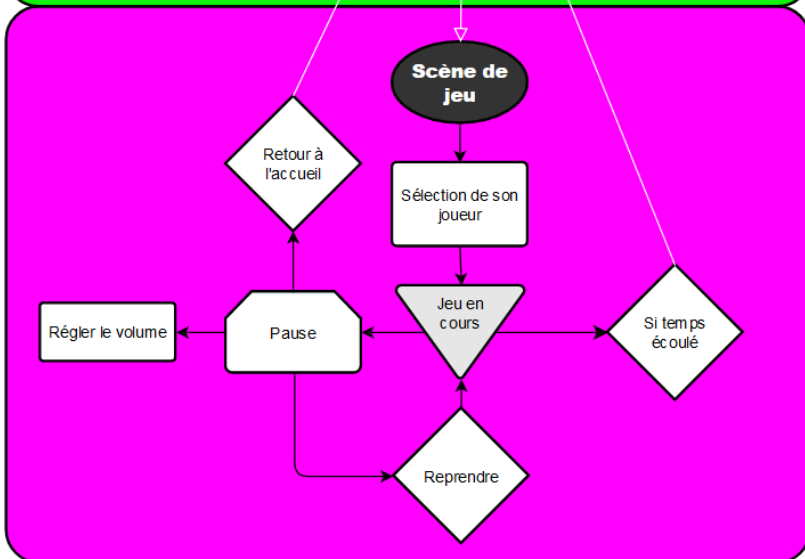 Scène de
jeu
Retour à
l'accueil
Sélection de son
joueur
Régler le volume
Pause
Jeu en
cours
Si temps
écoulé
Reprendre